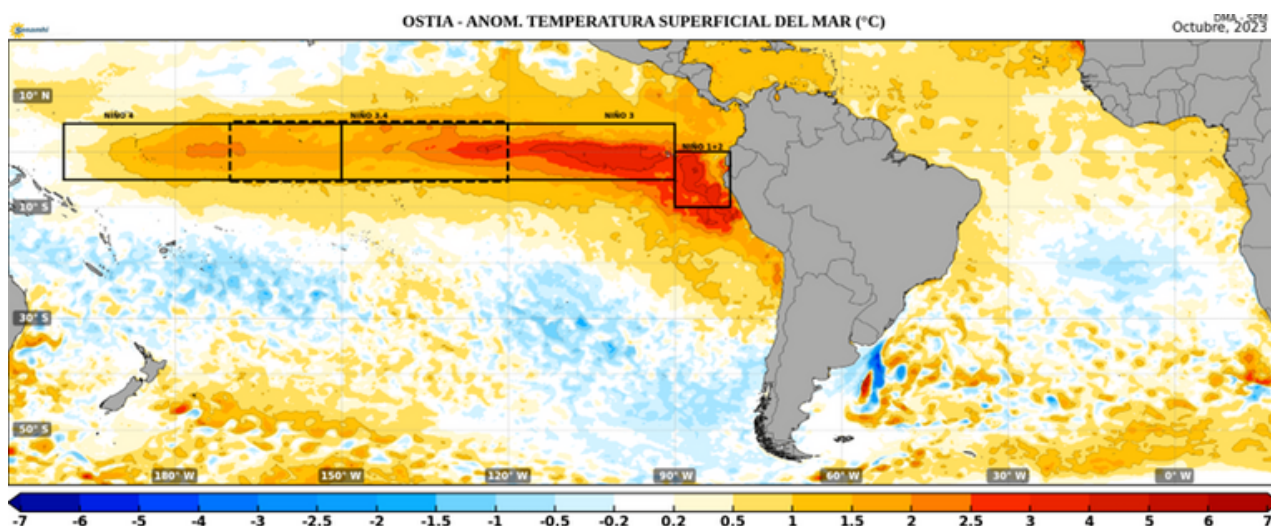 OSTIA - ANOM. TEMPERATURA SUPERFICIAL DEL MAR (°C)
DMA - SPM
Octubre, 2023
Senamhi
10° N
NIÑO 4
NIÑO 3.4
NIÑO 3
NIÑO 1+2
10° S
30° S
50° S
180° W
150° W
120° W
90° W
60° W
30° W
0° W
-7 -6 -5 -4 -3 -2.5 -2 -1.5 -1 -0.5 -0.2 0.2 0.5 1 1.5 2 2.5 3 4 5 6 7